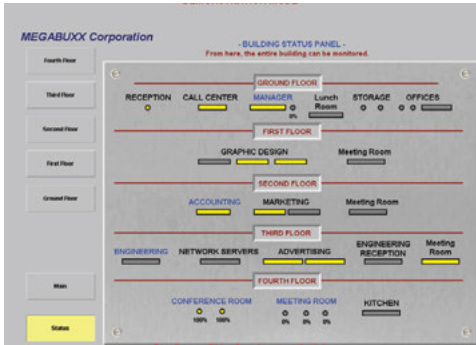 MEGABUXX Corporation
- BUILDING STATUS PANEL -
From here, the entire building can be monitored.
Fourth Floor
Third Floor
Second Floor
First Floor
Ground Floor
Main
Status
GROUND FLOOR
RECEPTION CALL CENTER MANAGER Lunch Room STORAGE OFFICES
0%
FIRST FLOOR
GRAPHIC DESIGN Meeting Room
SECOND FLOOR
ACCOUNTING MARKETING Meeting Room
THIRD FLOOR
ENGINEERING NETWORK SERVERS ADVERTISING ENGINEERING RECEPTION Meeting Room
FOURTH FLOOR
CONFERENCE ROOM MEETING ROOM KITCHEN
100% 100% 0% 0% 0%